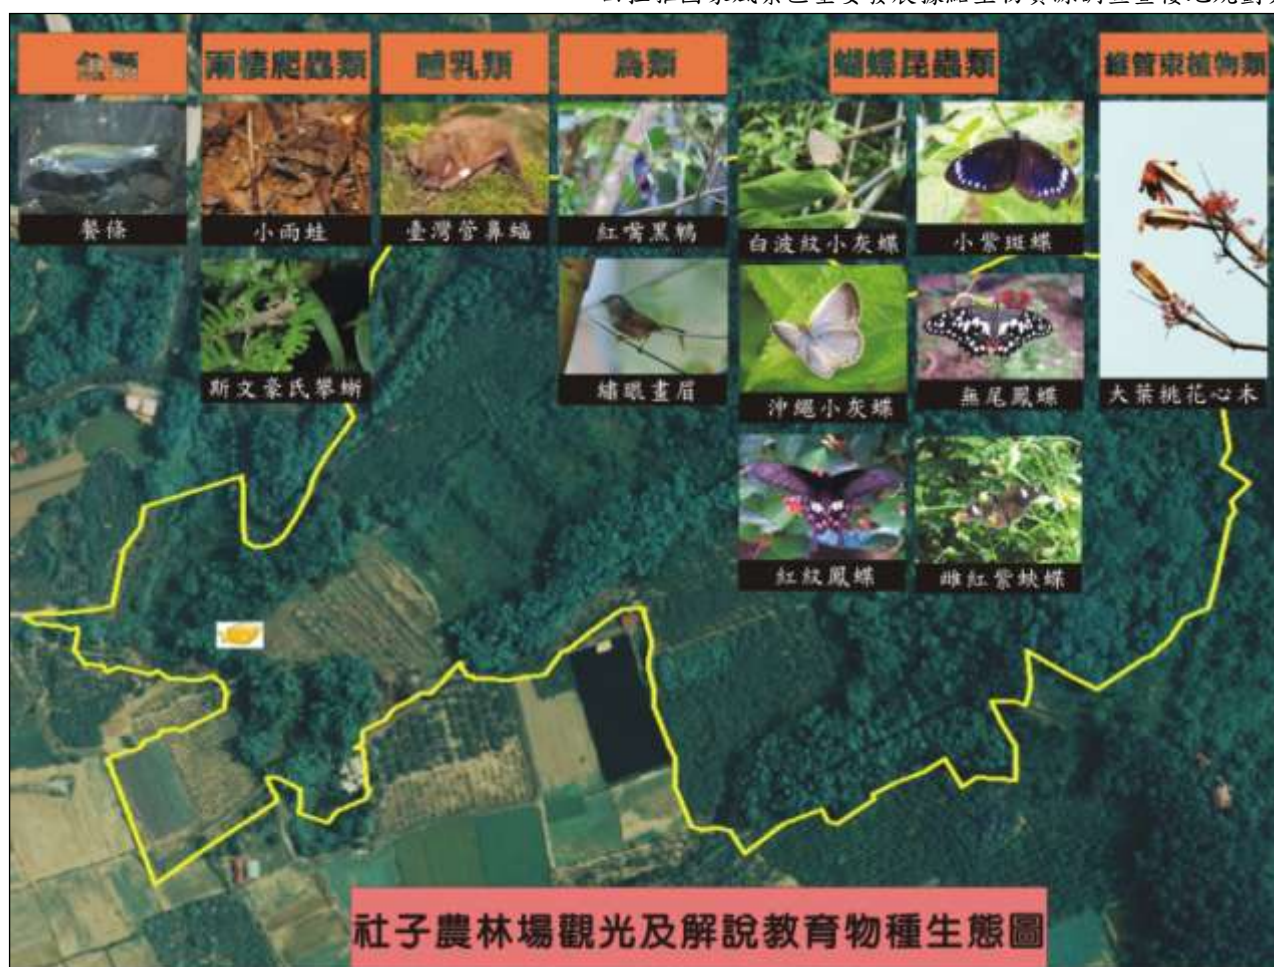 魚類
兩棲爬蟲類
哺乳類
鳥類
蝴蝶昆蟲類
維管束植物類
餐條
小雨蛙
臺灣管鼻蝠
紅嘴黑鵯
白波紋小灰蝶
小紫斑蝶
斯文豪氏攀蜥
繡眼畫眉
沖繩小灰蝶
無尾鳳蝶
大葉桃花心木
紅紋鳳蝶
雌紅紫蛺蝶
社子農林場觀光及解說教育物種生態圖